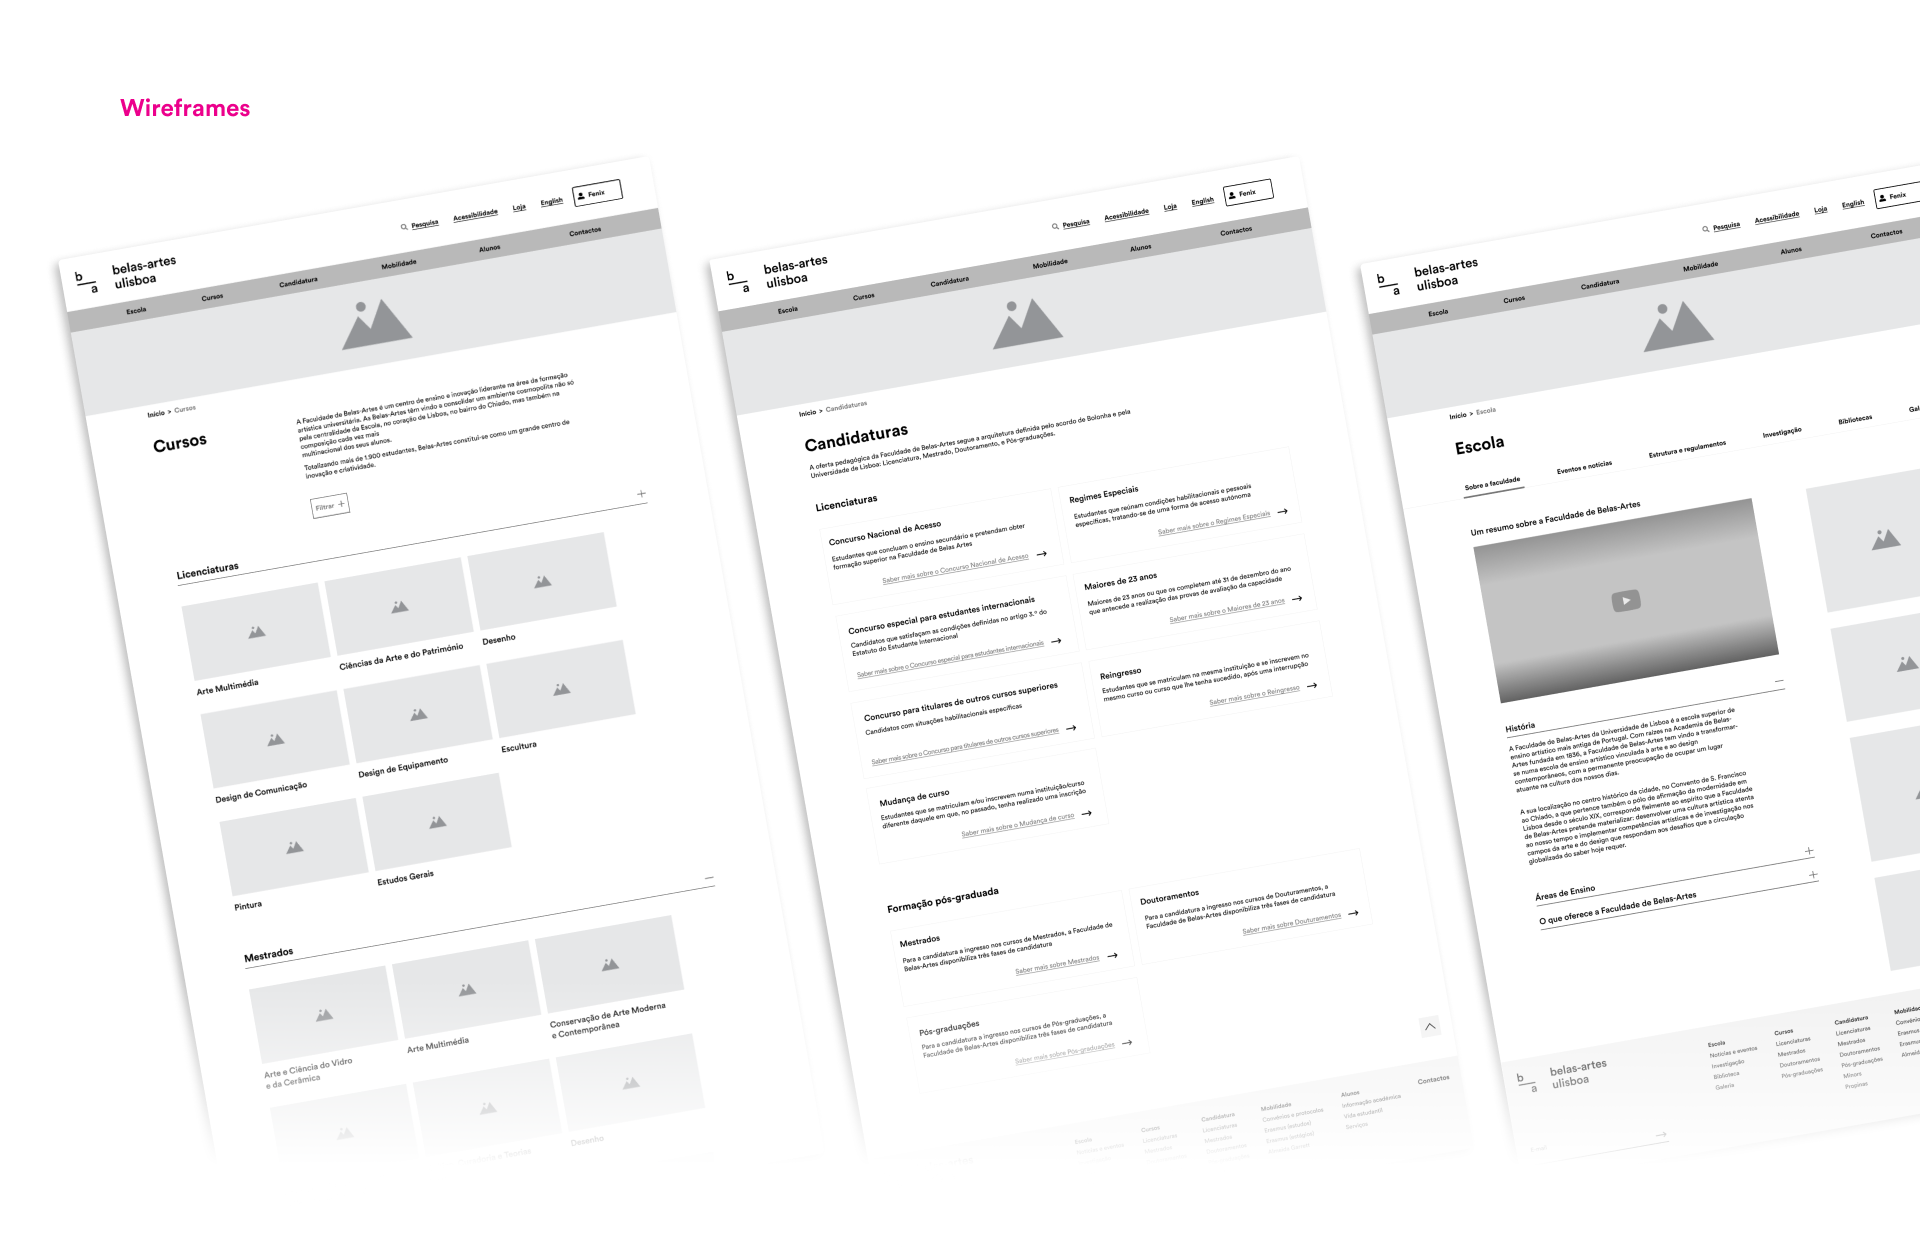 Wireframes
Pesquisa
Acessibilidade
Loja
English
Fenix
b
a
belas-artes
ulisboa
Escola
Cursos
Candidatura
Mobilidade
Alunos
Contactos
Início > Cursos
Cursos
A Faculdade de Belas-Artes é um centro de ensino e inovação liderante na área da formação
artística universitária. As Belas-Artes têm vindo a consolidar um ambiente cosmopolita não só
pela centralidade da Escola, no coração de Lisboa, no bairro do Chiado, mas também na
composição cada vez mais
multinacional dos seus alunos.
Totalizando mais de 1.900 estudantes, Belas-Artes constitui-se como um grande centro de
inovação e criatividade.
Filtrar
Licenciaturas
Arte Multimédia
Ciências da Arte e do Património
Desenho
Design de Comunicação
Design de Equipamento
Escultura
Pintura
Estudos Gerais
Mestrados
Arte e Ciência do Vidro
e da Cerâmica
Arte Multimédia
Conservação de Arte Moderna
e Contemporânea
Desenho
Pesquisa
Acessibilidade
Loja
English
Fenix
b
a
belas-artes
ulisboa
Escola
Cursos
Candidatura
Mobilidade
Alunos
Contactos
Início > Candidaturas
Candidaturas
A oferta pedagógica da Faculdade de Belas-Artes segue a arquitetura definida pelo acordo de Bolonha e pela
Universidade de Lisboa: Licenciatura, Mestrado, Doutoramento, e Pós-graduações.
Licenciaturas
Concurso Nacional de Acesso
Estudantes que concluam o ensino secundário e pretendam obter
formação superior na Faculdade de Belas Artes
Saber mais sobre o Concurso Nacional de Acesso
Regimes Especiais
Estudantes que reúnam condições habilitacionais e pessoais
específicas, tratando-se de uma forma de acesso autónoma
Saber mais sobre o Regimes Especiais
Concurso especial para estudantes internacionais
Candidatos que satisfaçam as condições definidas no artigo 3.º do
Estatuto do Estudante Internacional
Saber mais sobre o Concurso especial para estudantes internacionais
Maiores de 23 anos
Maiores de 23 anos ou que os completem até 31 de dezembro do ano
que antecede a realização das provas de avaliação da capacidade
Saber mais sobre o Maiores de 23 anos
Concurso para titulares de outros cursos superiores
Candidatos com situações habilitacionais específicas
Saber mais sobre o Concurso para titulares de outros cursos superiores
Reingresso
Estudantes que se matriculam na mesma instituição e se inscrevem no
mesmo curso ou curso que lhe tenha sucedido, após uma interrupção
Saber mais sobre o Reingresso
Mudança de curso
Estudantes que se matriculam e/ou inscrevem numa instituição/curso
diferente daquele em que, no passado, tenha realizado uma inscrição
Saber mais sobre o Mudança de curso
Formação pós-graduada
Mestrados
Para a candidatura a ingresso nos cursos de Mestrados, a Faculdade de
Belas-Artes disponibiliza três fases de candidatura
Saber mais sobre Mestrados
Doutoramentos
Para a candidatura a ingresso nos cursos de Douturamentos, a
Faculdade de Belas-Artes disponibiliza três fases de candidatura
Saber mais sobre Douturamentos
Pós-graduações
Para a candidatura a ingresso nos cursos de Pós-graduações, a
Faculdade de Belas-Artes disponibiliza três fases de candidatura
Saber mais sobre Pós-graduações
Escola
Cursos
Licenciaturas
Mestrados
Candidatura
Licenciaturas
Mestrados
Doutoramentos
Mobilidade
Convénios e protocolos
Erasmus (estudos)
Erasmus (estágios)
Alunos
Informação académica
Vida estudantil
Serviços
Contactos
Pesquisa
Acessibilidade
Loja
English
Fenix
b
a
belas-artes
ulisboa
Escola
Cursos
Candidatura
Mobilidade
Alunos
Contactos
Início > Escola
Escola
Sobre a faculdade
Eventos e notícias
Estrutura e regulamentos
Investigação
Bibliotecas
Gal
Um resumo sobre a Faculdade de Belas-Artes
História
A Faculdade de Belas-Artes da Universidade de Lisboa é a escola superior de
ensino artístico mais antiga de Portugal. Com raízes na Academia de Belas-
Artes fundada em 1836, a Faculdade de Belas-Artes tem vindo a transformar-
se numa escola de ensino artístico vinculada à arte e ao design
contemporâneos, com a permanente preocupação de ocupar um lugar
atuante na cultura dos nossos dias.
A sua localização no centro histórico da cidade, no Convento de S. Francisco
ao Chiado, a que pertence também o pólo de afirmação da modernidade em
Lisboa desde o século XIX, corresponde fielmente ao espírito que a Faculdade
de Belas-Artes pretende materializar: desenvolver uma cultura artística atenta
ao nosso tempo e implementar competências artísticas e de investigação nos
campos da arte e do design que respondam aos desafios que a circulação
globalizada do saber hoje requer.
Áreas de Ensino
O que oferece a Faculdade de Belas-Artes
b
a
belas-artes
ulisboa
Escola
Notícias e eventos
Investigação
Biblioteca
Galeria
Cursos
Licenciaturas
Mestrados
Doutoramentos
Pós-graduações
Candidatura
Licenciaturas
Mestrados
Doutoramentos
Pós-graduações
Minors
Propinas
Mobilidad
Convénio
Erasmus
Erasmus
Almeid